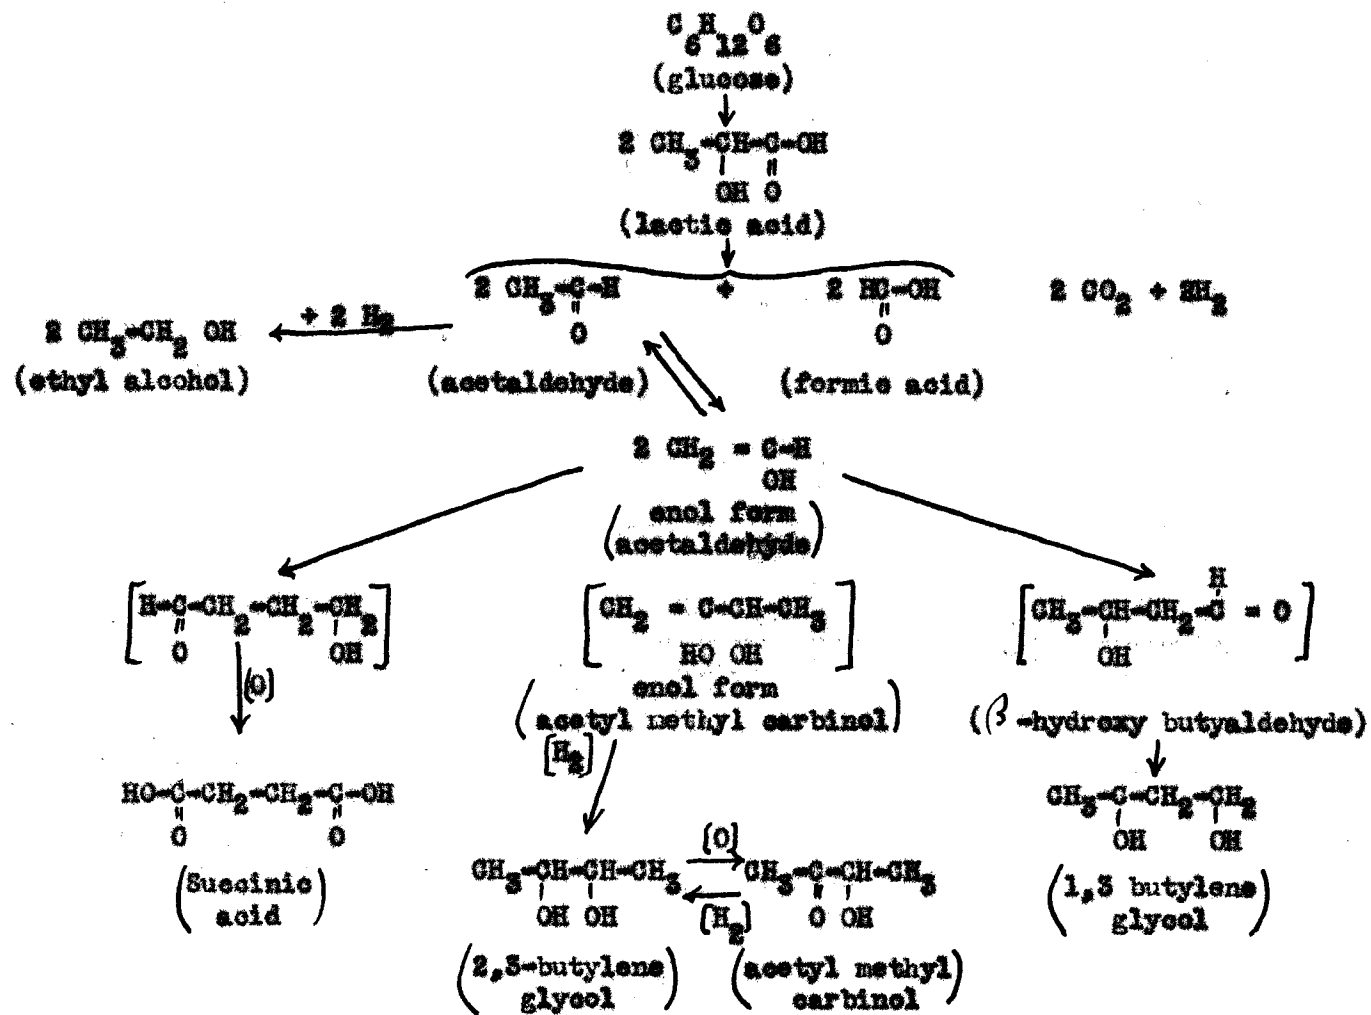 C6H12O6
(glucose)
2 CH3-CH-C-OH
OH O
(lactic acid)
2 CH3-C-H + 2 HC-OH 2 CO2 + 2H2
O O
2 CH3-CH2 OH + 2 H2
(ethyl alcohol) (acetaldehyde) (formic acid)
2 CH2 = C-H
OH
(enol form
acetaldehyde)
[H-C-CH2-CH2-CH2] [CH2 = C-CH-CH3] [CH3-CH-CH2-C = O]
H
O OH HO OH OH
[O]
(enol form
acetyl methyl carbinol) (β-hydroxy butyaldehyde)
[H2]
HO-C-CH2-CH2-C-OH CH3-C-CH2-CH2
O O OH OH
(Succinic
acid)
CH3-CH-CH-CH3 [O] CH3-C-CH-CH3
OH OH [H2] O OH
(1,3 butylene
glycol)
(2,3-butylene
glycol)
(acetyl methyl
carbinol)